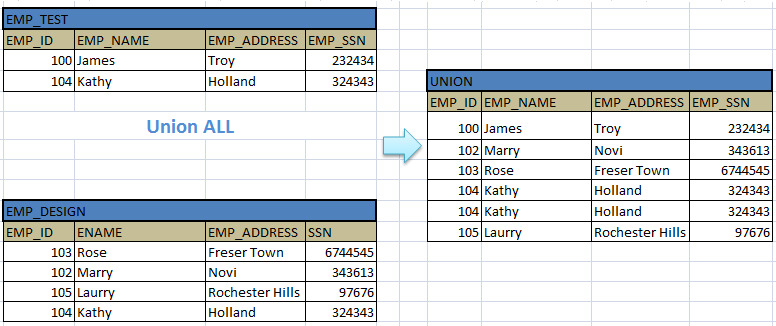 EMP_TEST
EMP_ID EMP_NAME EMP_ADDRESS EMP_SSN
100 James Troy 232434
104 Kathy Holland 324343
Union ALL
EMP_DESIGN
EMP_ID ENAME EMP_ADDRESS SSN
103 Rose Freser Town 6744545
102 Marry Novi 343613
105 Laurry Rochester Hills 97676
104 Kathy Holland 324343
UNION
EMP_ID EMP_NAME EMP_ADDRESS EMP_SSN
100 James Troy 232434
102 Marry Novi 343613
103 Rose Freser Town 6744545
104 Kathy Holland 324343
104 Kathy Holland 324343
105 Laurry Rochester Hills 97676